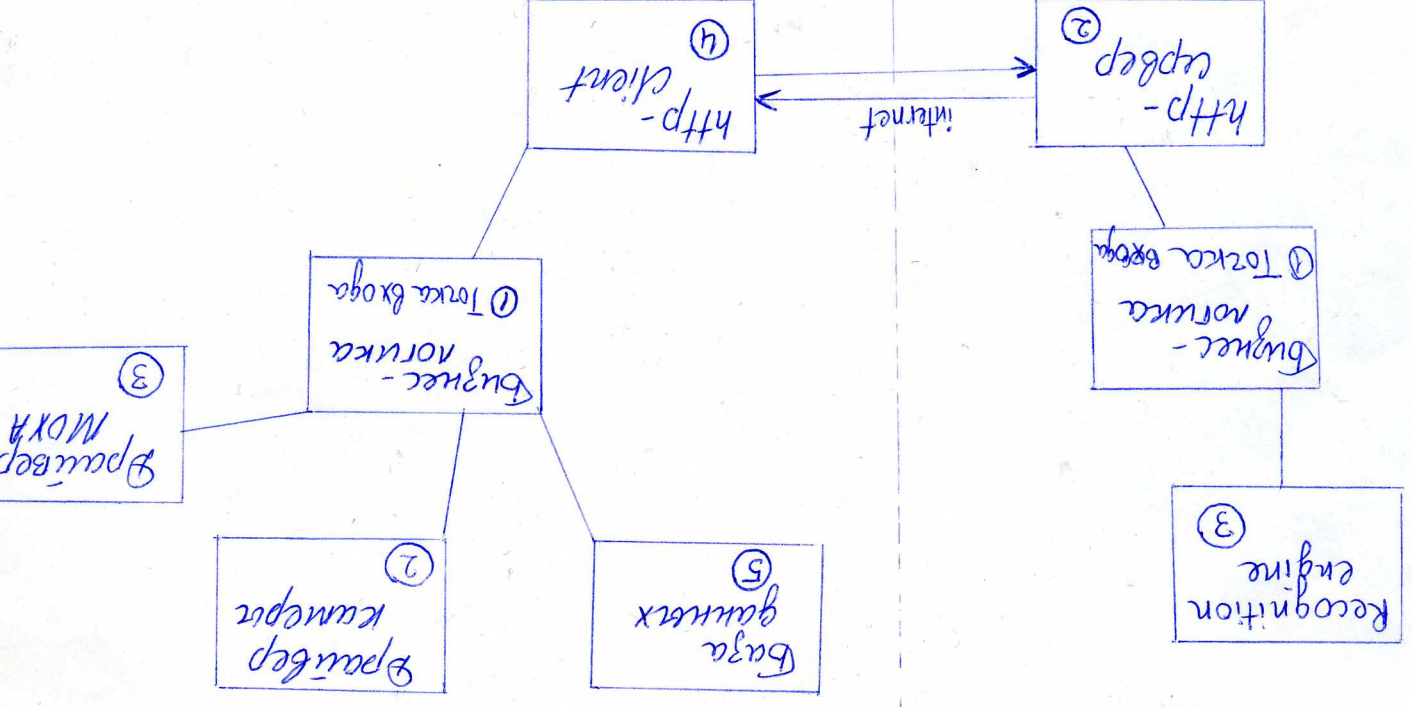 Recognition
engine
③
База
данных
⑤
Драйвер
камеры
②
Бизнес-
логика
① Точка входа
Бизнес-
логика
① Точка входа
Драйвер
MOXA
③
http-
сервер
②
internet
http-
client
④